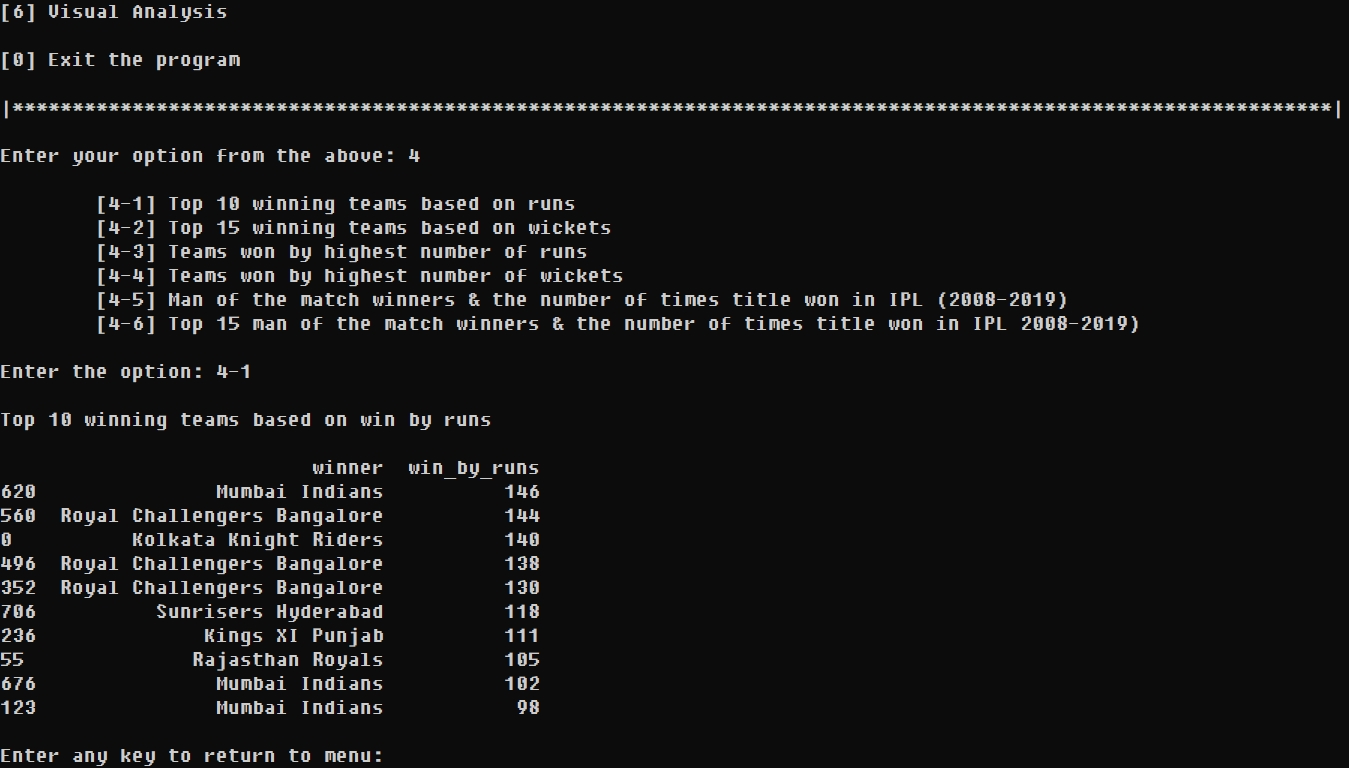 [6] Visual Analysis
[0] Exit the program
|**************************************************************************************************************|
Enter your option from the above: 4
[4-1] Top 10 winning teams based on runs
[4-2] Top 15 winning teams based on wickets
[4-3] Teams won by highest number of runs
[4-4] Teams won by highest number of wickets
[4-5] Man of the match winners & the number of times title won in IPL (2008-2019)
[4-6] Top 15 man of the match winners & the number of times title won in IPL 2008-2019)
Enter the option: 4-1
Top 10 winning teams based on win by runs
winner win_by_runs
620 Mumbai Indians 146
560 Royal Challengers Bangalore 144
0 Kolkata Knight Riders 140
496 Royal Challengers Bangalore 138
352 Royal Challengers Bangalore 130
706 Sunrisers Hyderabad 118
236 Kings XI Punjab 111
55 Rajasthan Royals 105
676 Mumbai Indians 102
123 Mumbai Indians 98
Enter any key to return to menu: